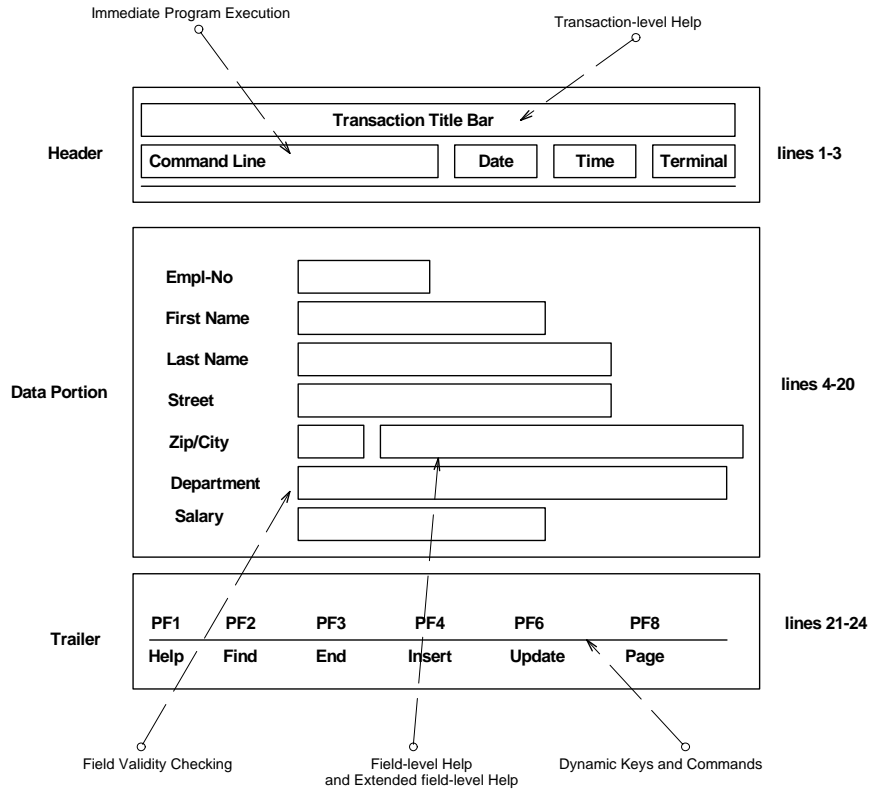 Immediate Program Execution
Transaction-level Help
Transaction Title Bar
Header
Command Line Date Time Terminal
lines 1-3
Empl-No
First Name
Last Name
Data Portion
lines 4-20
Street
Zip/City
Department
Salary
Trailer
PF1 PF2 PF3 PF4 PF6 PF8
lines 21-24
Help Find End Insert Update Page
Field Validity Checking
Field-level Help
and Extended field-level Help
Dynamic Keys and Commands